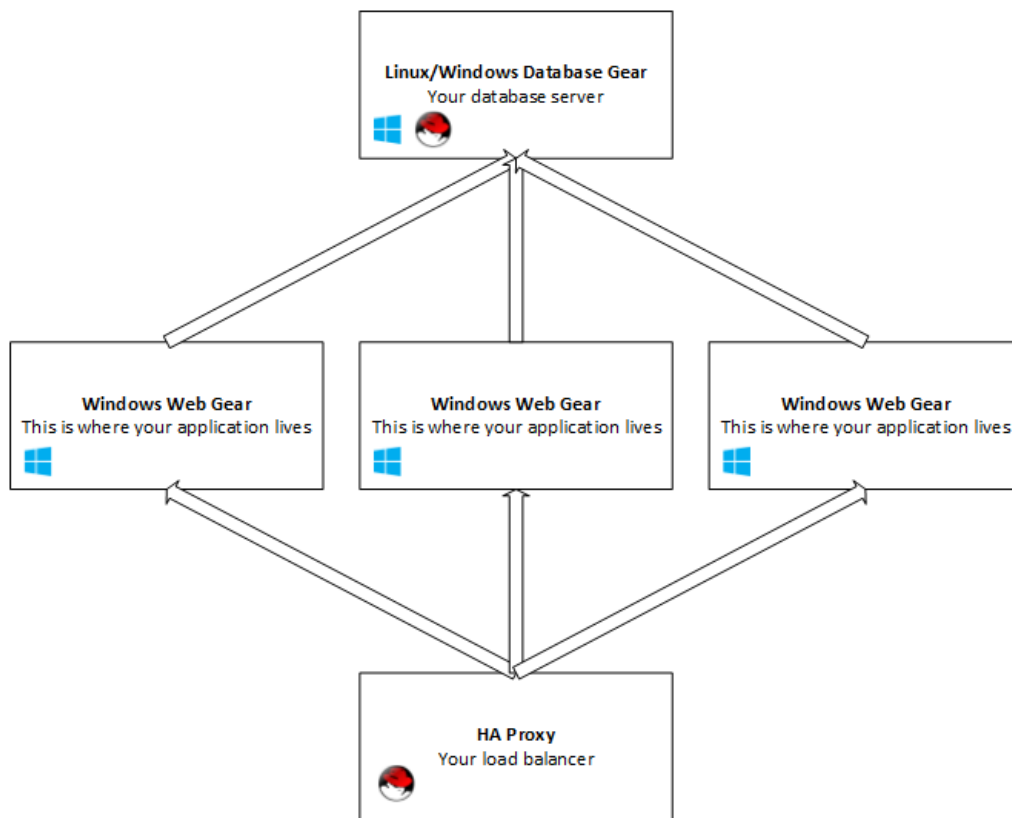 Linux/Windows Database Gear
Your database server
Windows Web Gear
This is where your application lives
Windows Web Gear
This is where your application lives
Windows Web Gear
This is where your application lives
HA Proxy
Your load balancer